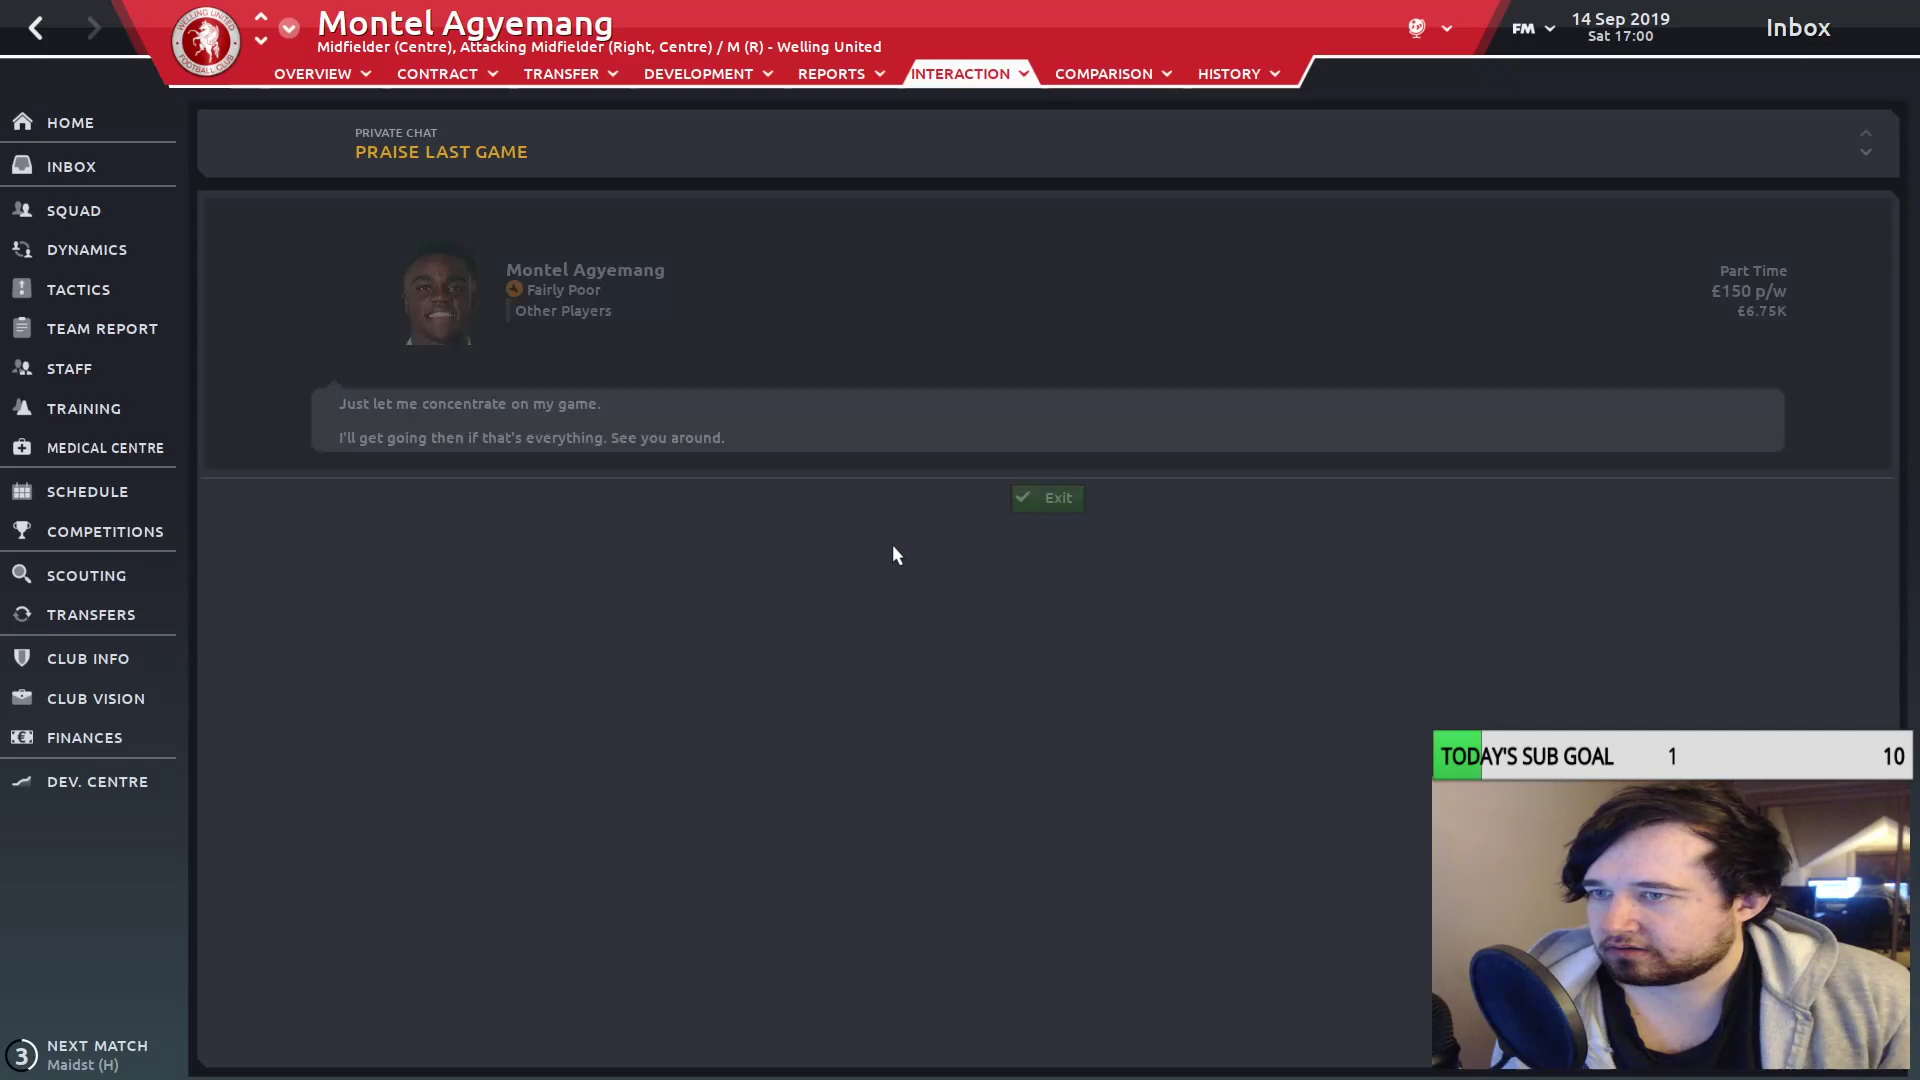 Montel Agyemang
Midfielder (Centre), Attacking Midfielder (Right, Centre) / M (R) - Welling United
FM
14 Sep 2019
Sat 17:00
Inbox
WELLING UNITED
FOOTBALL CLUB
OVERVIEW
CONTRACT
TRANSFER
DEVELOPMENT
REPORTS
INTERACTION
COMPARISON
HISTORY
HOME
INBOX
SQUAD
DYNAMICS
TACTICS
TEAM REPORT
STAFF
TRAINING
MEDICAL CENTRE
SCHEDULE
COMPETITIONS
SCOUTING
TRANSFERS
CLUB INFO
CLUB VISION
FINANCES
DEV. CENTRE
3
NEXT MATCH
Maidst (H)
PRIVATE CHAT
PRAISE LAST GAME
Montel Agyemang
Fairly Poor
Other Players
Part Time
£150 p/w
£6.75K
Just let me concentrate on my game.
I'll get going then if that's everything. See you around.
Exit
TODAY'S SUB GOAL 1 10